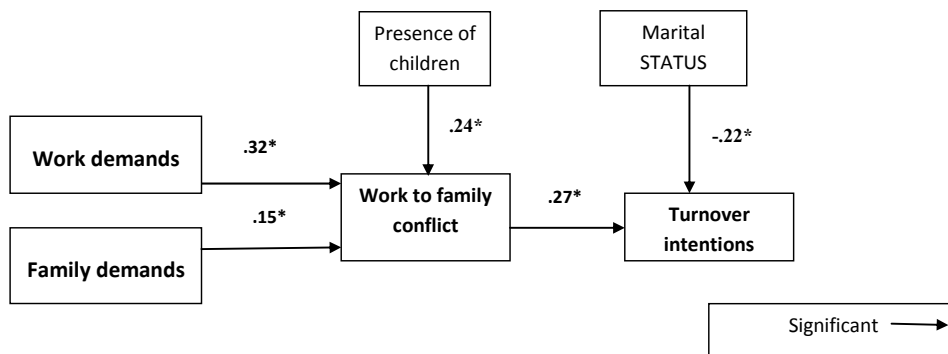 Presence of
children
Marital
STATUS
.24*
-.22*
Work demands
.32*
Work to family
conflict
.27*
Turnover
intentions
.15*
Family demands
Significant